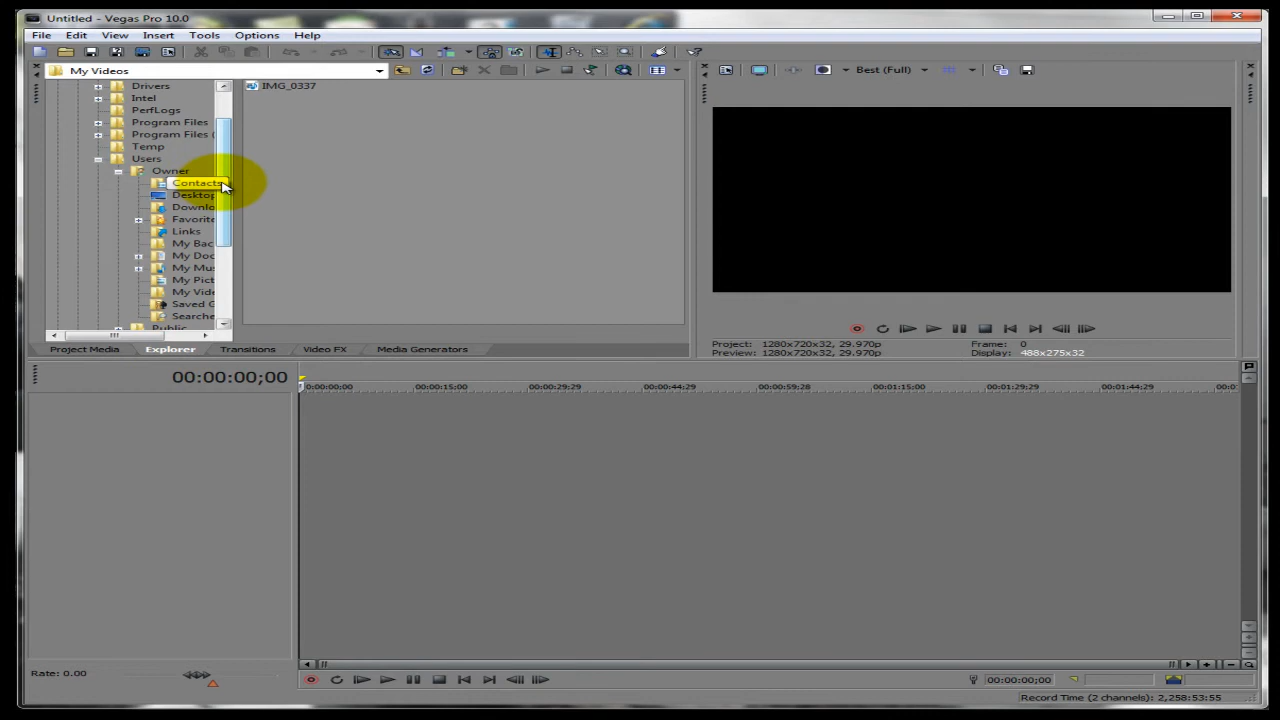 Untitled - Vegas Pro 10.0
File Edit View Insert Tools Options Help
My Videos
Best (Full)
Drivers
Intel
PerfLogs
Program Files
Program Files (
Temp
Users
Owner
Contacts
Desktop
Downlo
Favorite
Links
My Bac
My Doc
My Mus
My Pict
My Vide
Saved G
Searche
Public
IMG_0337
Project: 1280x720x32, 29.970p
Preview: 1280x720x32, 29.970p
Frame: 0
Display: 488x275x32
Project Media Explorer Transitions Video FX Media Generators
00:00:00;00
0:00:00;00 00:00:15;00 00:00:29;29 00:00:44;29 00:00:59;28 00:01:15;00 00:01:29;29 00:01:44;29 00:0
Rate: 0.00
00:00:00;00
Record Time (2 channels): 2,258:53:55